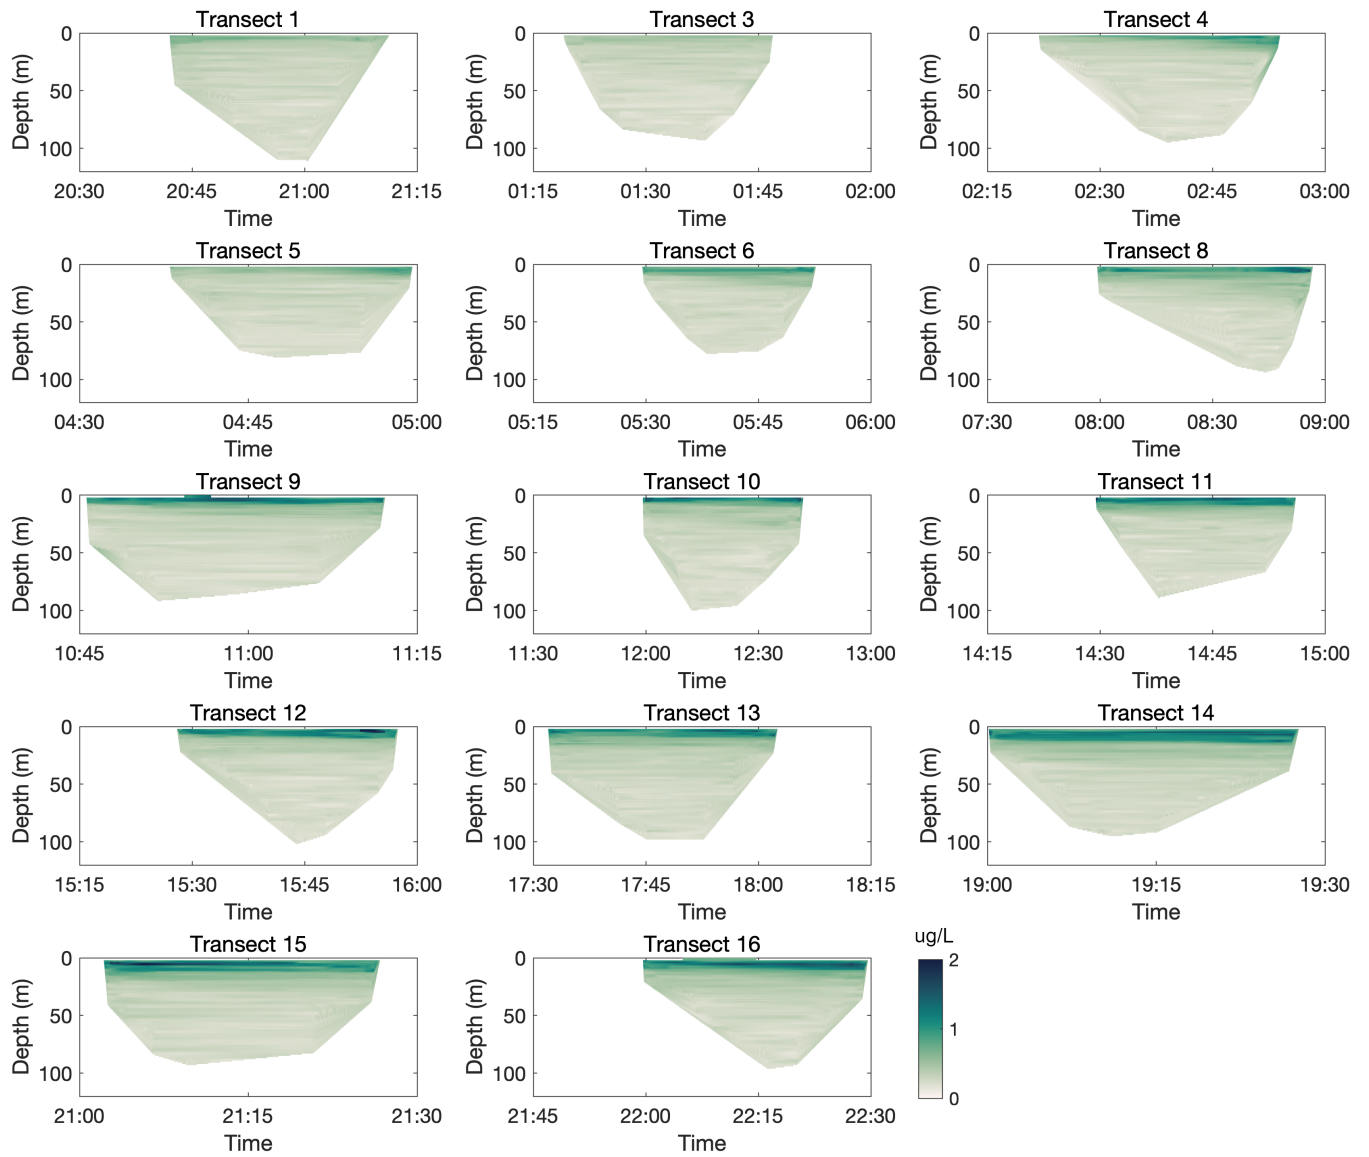 Transect 1
0
50
100
Depth (m)
20:30 20:45 21:00 21:15
Time
Transect 3
0
50
100
Depth (m)
01:15 01:30 01:45 02:00
Time
Transect 4
0
50
100
Depth (m)
02:15 02:30 02:45 03:00
Time
Transect 5
0
50
100
Depth (m)
04:30 04:45 05:00
Time
Transect 6
0
50
100
Depth (m)
05:15 05:30 05:45 06:00
Time
Transect 8
0
50
100
Depth (m)
07:30 08:00 08:30 09:00
Time
Transect 9
0
50
100
Depth (m)
10:45 11:00 11:15
Time
Transect 10
0
50
100
Depth (m)
11:30 12:00 12:30 13:00
Time
Transect 11
0
50
100
Depth (m)
14:15 14:30 14:45 15:00
Time
Transect 12
0
50
100
Depth (m)
15:15 15:30 15:45 16:00
Time
Transect 13
0
50
100
Depth (m)
17:30 17:45 18:00 18:15
Time
Transect 14
0
50
100
Depth (m)
19:00 19:15 19:30
Time
Transect 15
0
50
100
Depth (m)
21:00 21:15 21:30
Time
Transect 16
0
50
100
Depth (m)
21:45 22:00 22:15 22:30
Time
ug/L
2
1
0